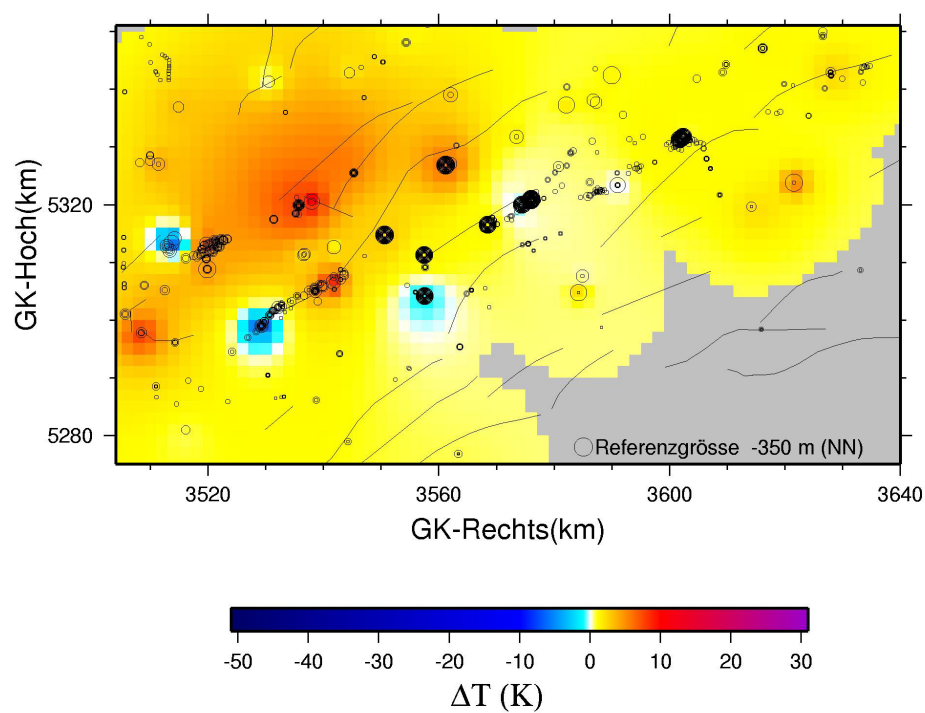 5320
5280
GK-Hoch(km)
Referenzgrösse -350 m (NN)
3520 3560 3600 3640
GK-Rechts(km)
-50 -40 -30 -20 -10 0 10 20 30
ΔT (K)